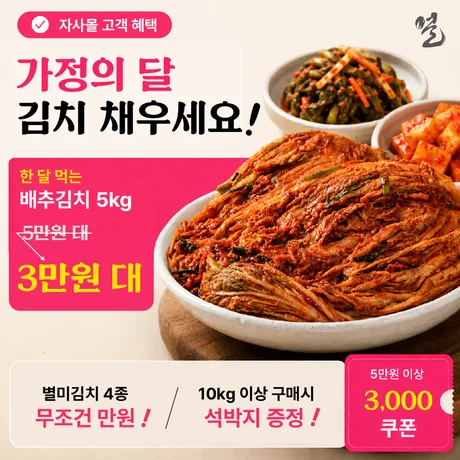 자사몰 고객 혜택
별
가정의 달
김치 채우세요!
한 달 먹는
배추김치 5kg
5만원 대
3만원 대
별미김치 4종
무조건 만원!
10kg 이상 구매시
석박지 증정!
5만원 이상
3,000
쿠폰